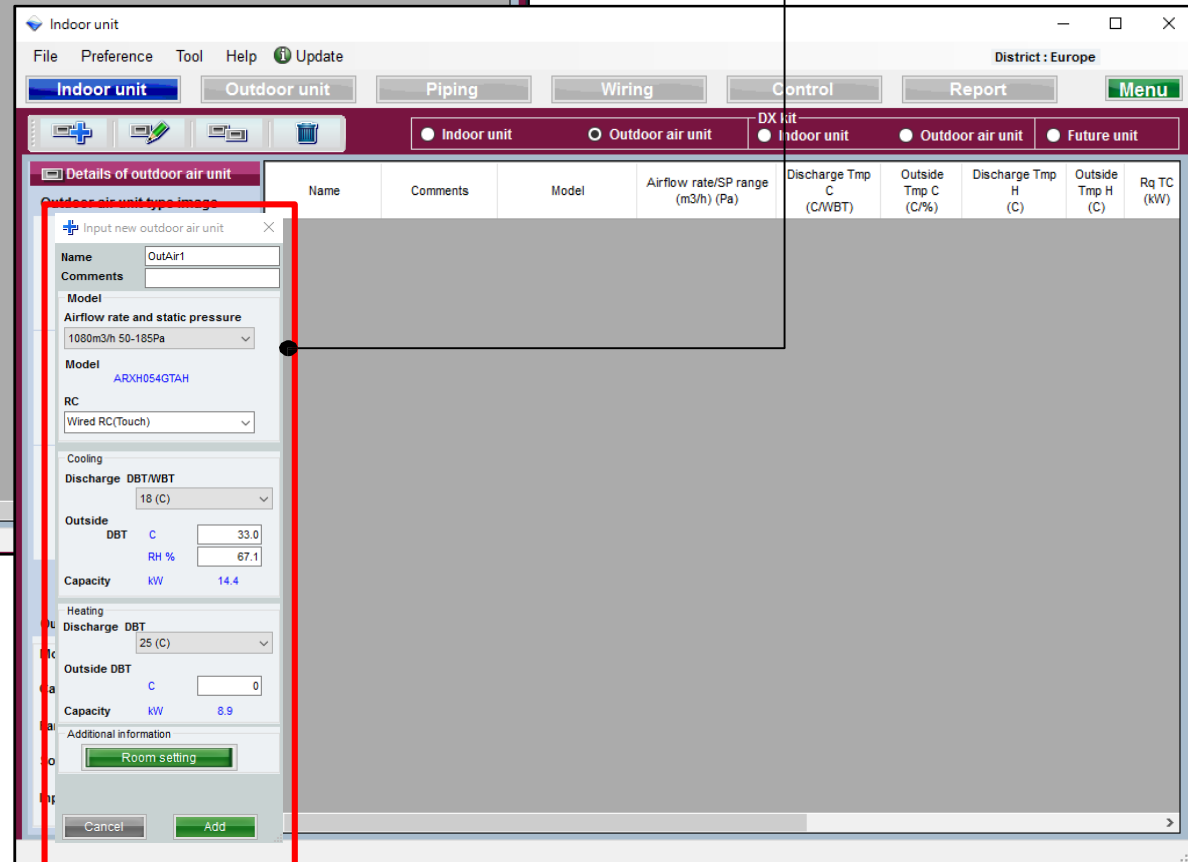 Indoor unit
File Preference Tool Help Update
District : Europe
Indoor unit Outdoor unit Piping Wiring Control Report Menu
DX kit
Indoor unit Outdoor air unit Indoor unit Outdoor air unit Future unit
Details of outdoor air unit
Outdoor air unit type image
Name
Comments
Model
Airflow rate/SP range
(m3/h) (Pa)
Discharge Tmp
C
(C/WBT)
Outside
Tmp C
(C/%)
Discharge Tmp
H
(C)
Outside
Tmp H
(C)
Rq TC
(kW)
Input new outdoor air unit
Name OutAir1
Comments
Model
Airflow rate and static pressure
1080m3/h 50-185Pa
Model
ARXH054GTAH
RC
Wired RC(Touch)
Cooling
Discharge DBT/WBT
18 (C)
Outside
DBT C 33.0
RH % 67.1
Capacity kW 14.4
Heating
Discharge DBT
25 (C)
Outside DBT
C 0
Capacity kW 8.9
Additional information
Room setting
Cancel Add